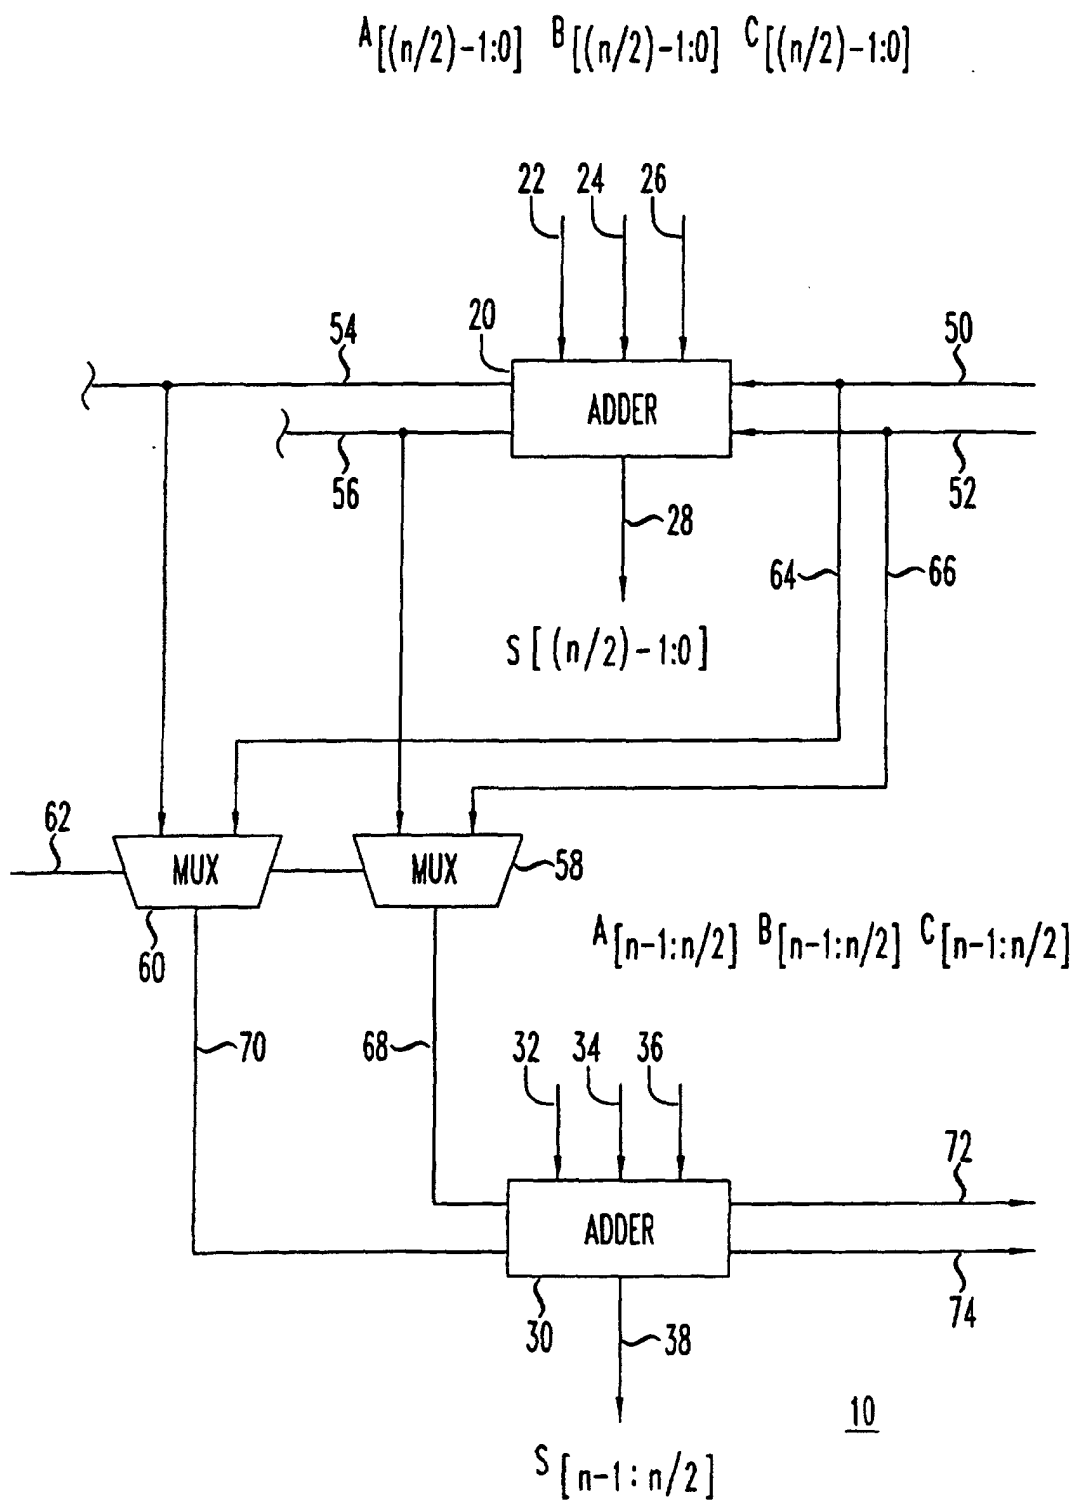 A[(n/2)-1:0] B[(n/2)-1:0] C[(n/2)-1:0]
22 24 26
54 20 50
ADDER
56 52
28
64 66
S[(n/2)-1:0]
62
MUX MUX 58
60
A[n-1:n/2] B[n-1:n/2] C[n-1:n/2]
70 68 32 34 36
72
ADDER
74
30 38
10
S[n-1:n/2]